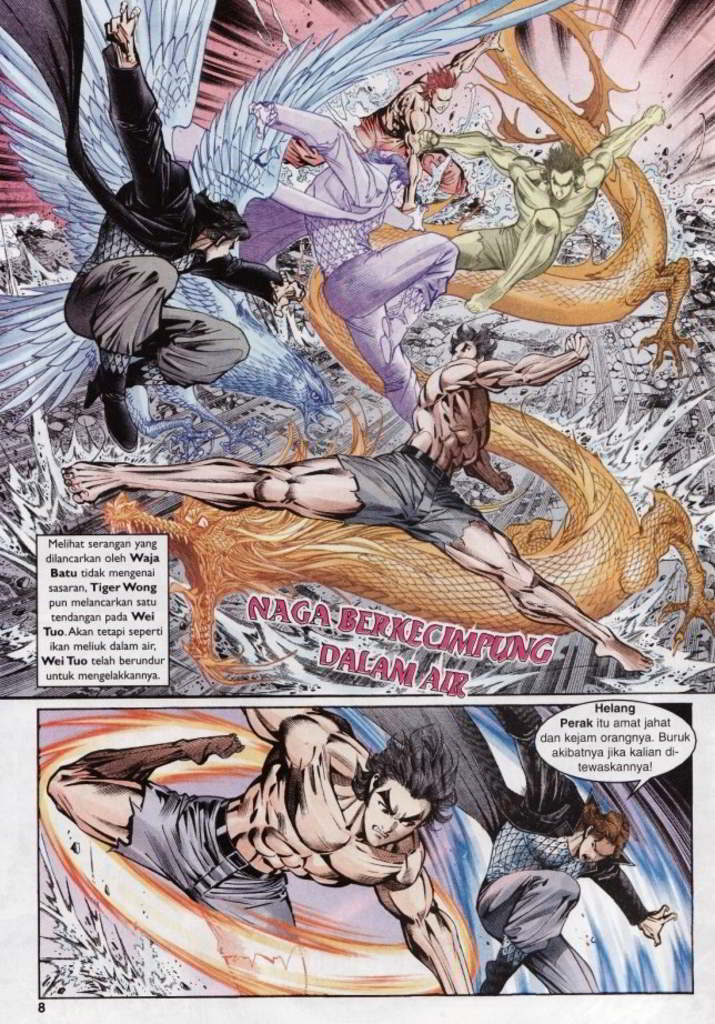 Melihat serangan yang
dilancarkan oleh Waja
Batu tidak mengenai
sasaran, Tiger Wong
pun melancarkan satu
tendangan pada Wei
Tuo. Akan tetapi seperti
ikan meliuk dalam air,
Wei Tuo telah berundur
untuk mengelakkannya.
NAGA BERKECIMPUNG
DALAM AIR
Helang
Perak itu amat jahat
dan kejam orangnya. Buruk
akibatnya jika kalian di-
tewaskannya!
8